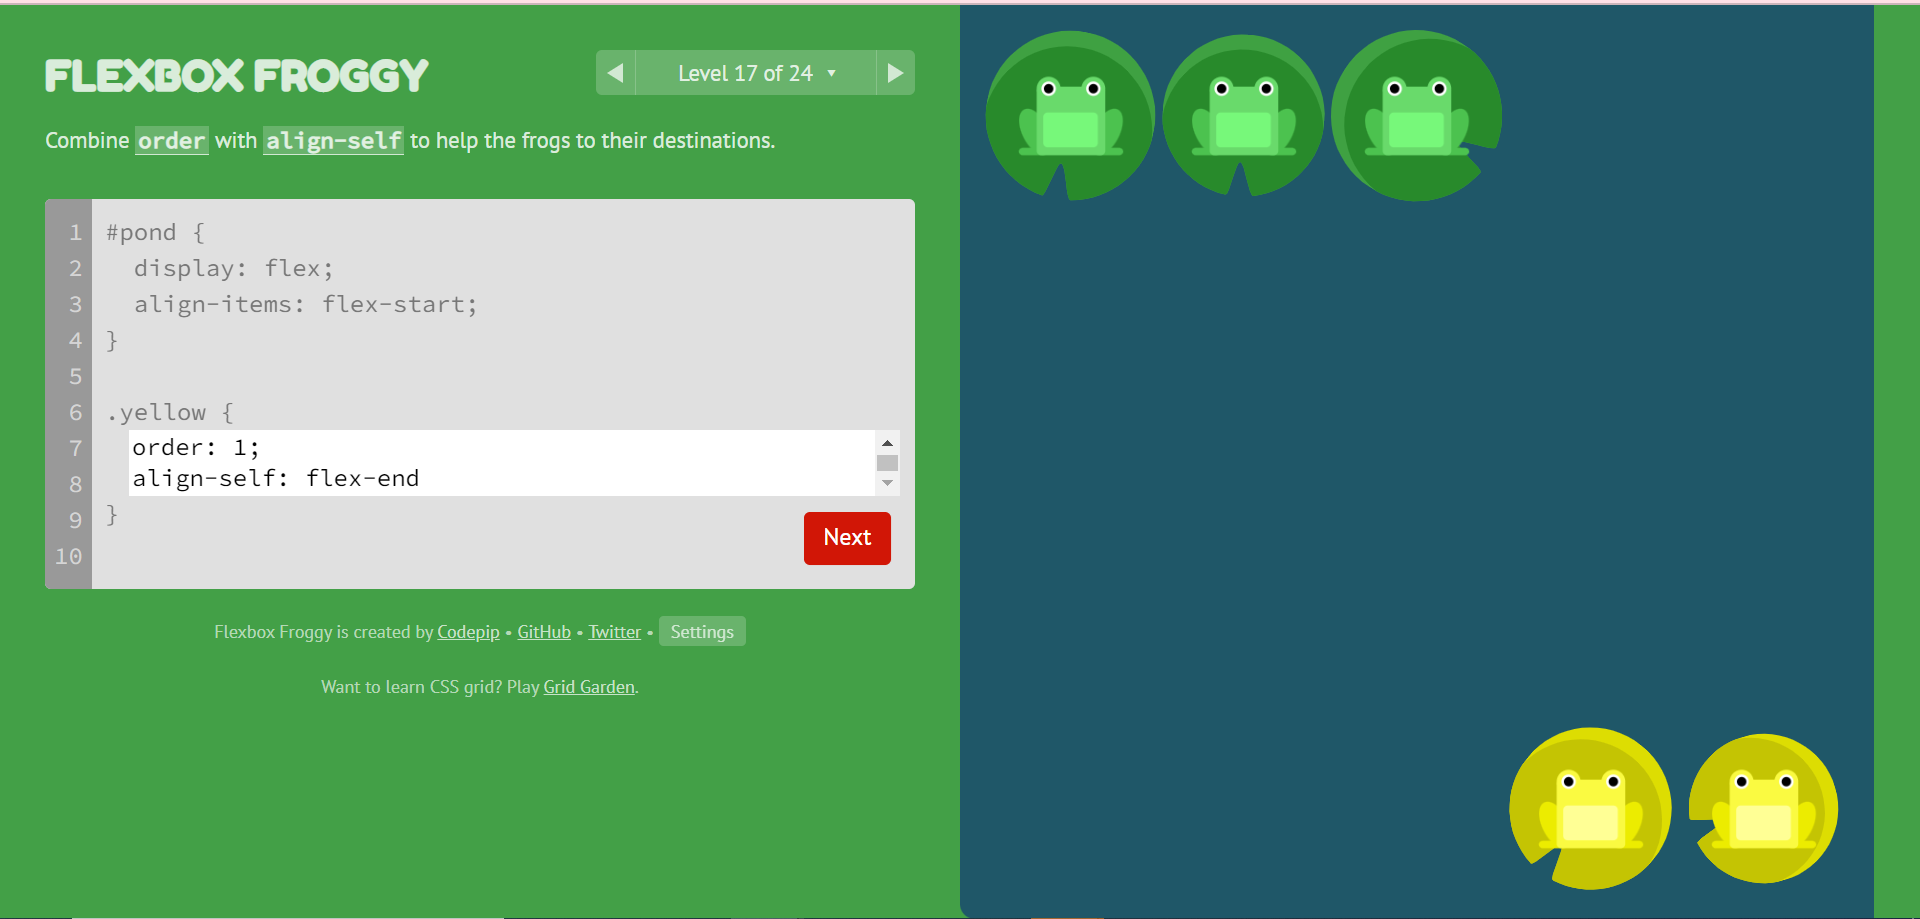 FLEXBOX FROGGY
◀ Level 17 of 24 ▼ ▶
Combine order with align-self to help the frogs to their destinations.
1 #pond {
2 display: flex;
3 align-items: flex-start;
4 }
5
6 .yellow {
7 order: 1;
8 align-self: flex-end
9 }
10
Next
Flexbox Froggy is created by Codepip • GitHub • Twitter • Settings
Want to learn CSS grid? Play Grid Garden.